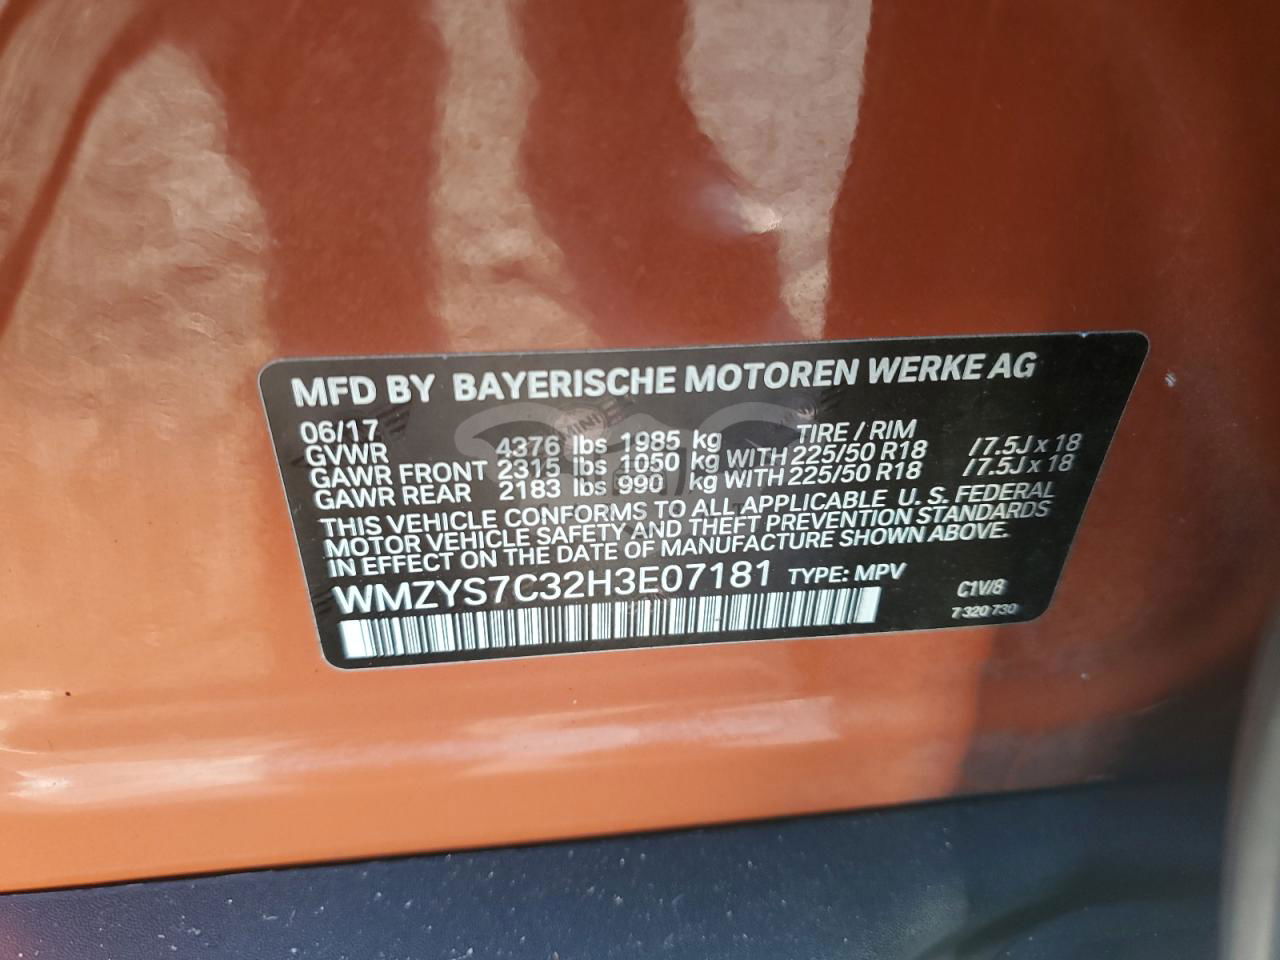 MFD BY BAYERISCHE MOTOREN WERKE AG
06/17 TIRE / RIM
GVWR 4376 lbs 1985 kg
GAWR FRONT 2315 lbs 1050 kg WITH 225/50 R18 /7.5J x 18
GAWR REAR 2183 lbs 990 kg WITH 225/50 R18 /7.5J x 18
THIS VEHICLE CONFORMS TO ALL APPLICABLE U. S. FEDERAL
MOTOR VEHICLE SAFETY AND THEFT PREVENTION STANDARDS
IN EFFECT ON THE DATE OF MANUFACTURE SHOWN ABOVE.
WMZYS7C32H3E07181 TYPE: MPV
C1V/8
7 320 730
MINI